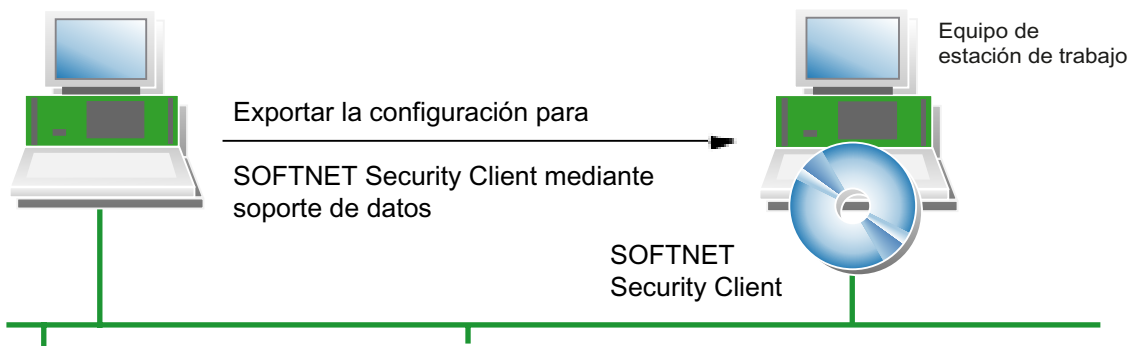 Equipo de
estación de trabajo
Exportar la configuración para
SOFTNET Security Client mediante
soporte de datos
SOFTNET
Security Client